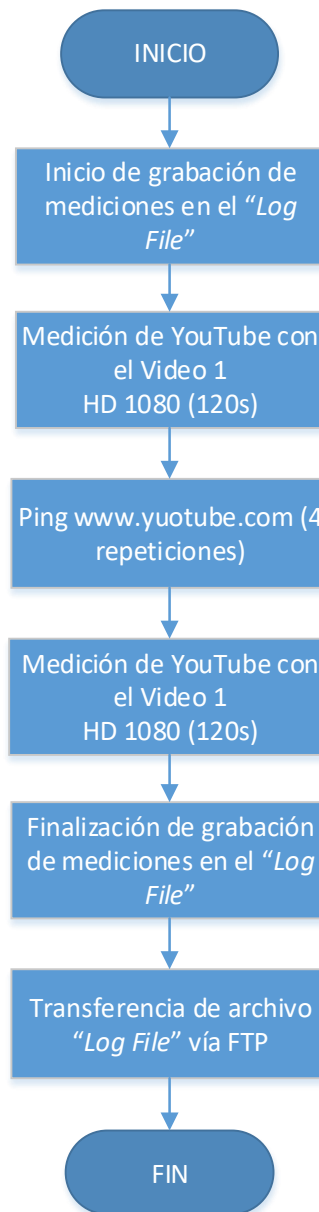 INICIO
Inicio de grabación de
mediciones en el “Log
File”
Medición de YouTube con
el Video 1
HD 1080 (120s)
Ping www.yuotube.com (4
repeticiones)
Medición de YouTube con
el Video 1
HD 1080 (120s)
Finalización de grabación
de mediciones en el “Log
File”
Transferencia de archivo
“Log File” vía FTP
FIN